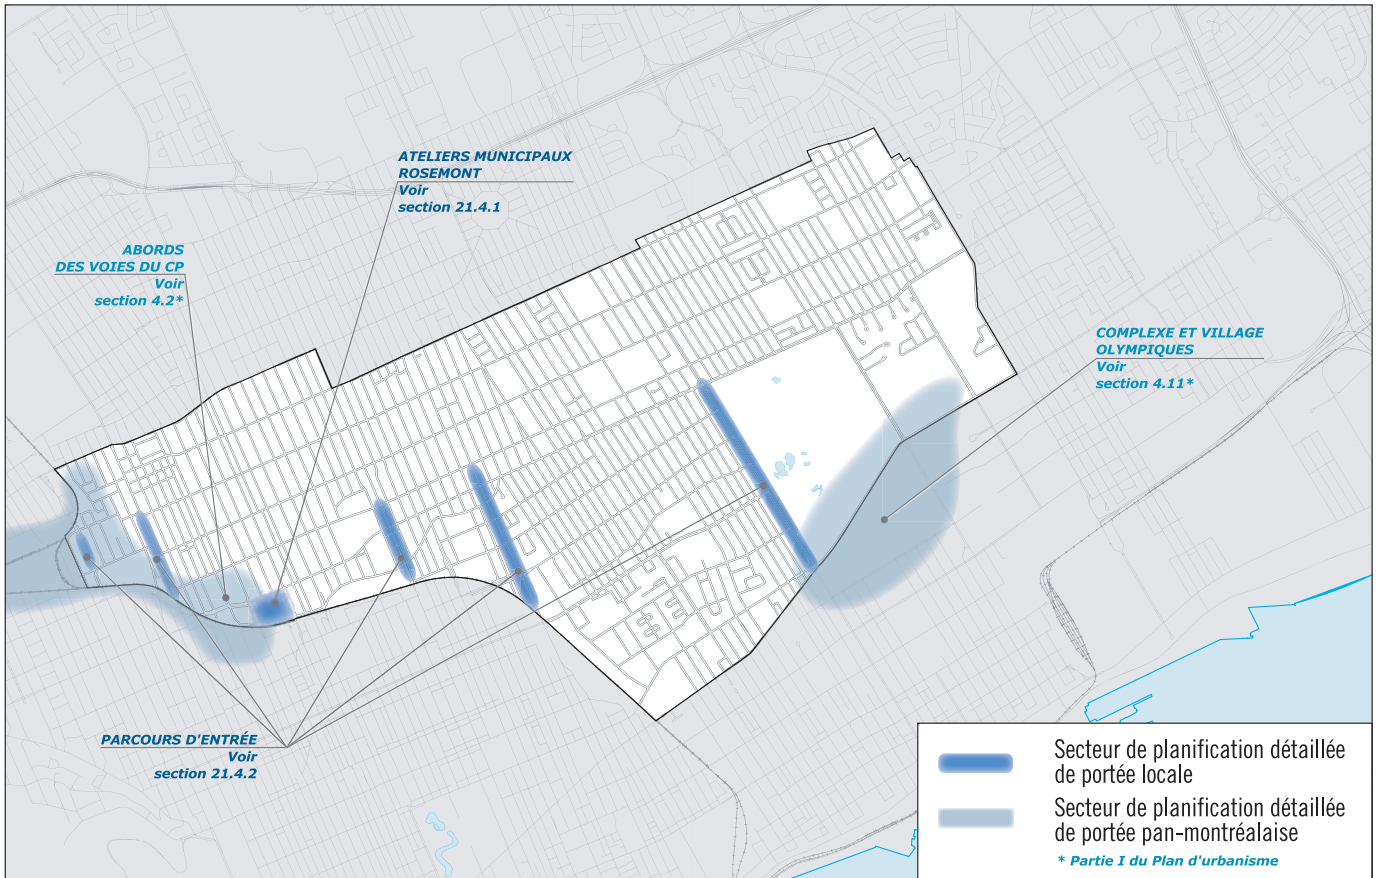 ATELIERS MUNICIPAUX
ROSEMONT
Voir
section 21.4.1
ABORDS
DES VOIES DU CP
Voir
section 4.2*
COMPLEXE ET VILLAGE
OLYMPIQUES
Voir
section 4.11*
PARCOURS D'ENTRÉE
Voir
section 21.4.2
Secteur de planification détaillée
de portée locale
Secteur de planification détaillée
de portée pan-montréalaise
* Partie I du Plan d'urbanisme